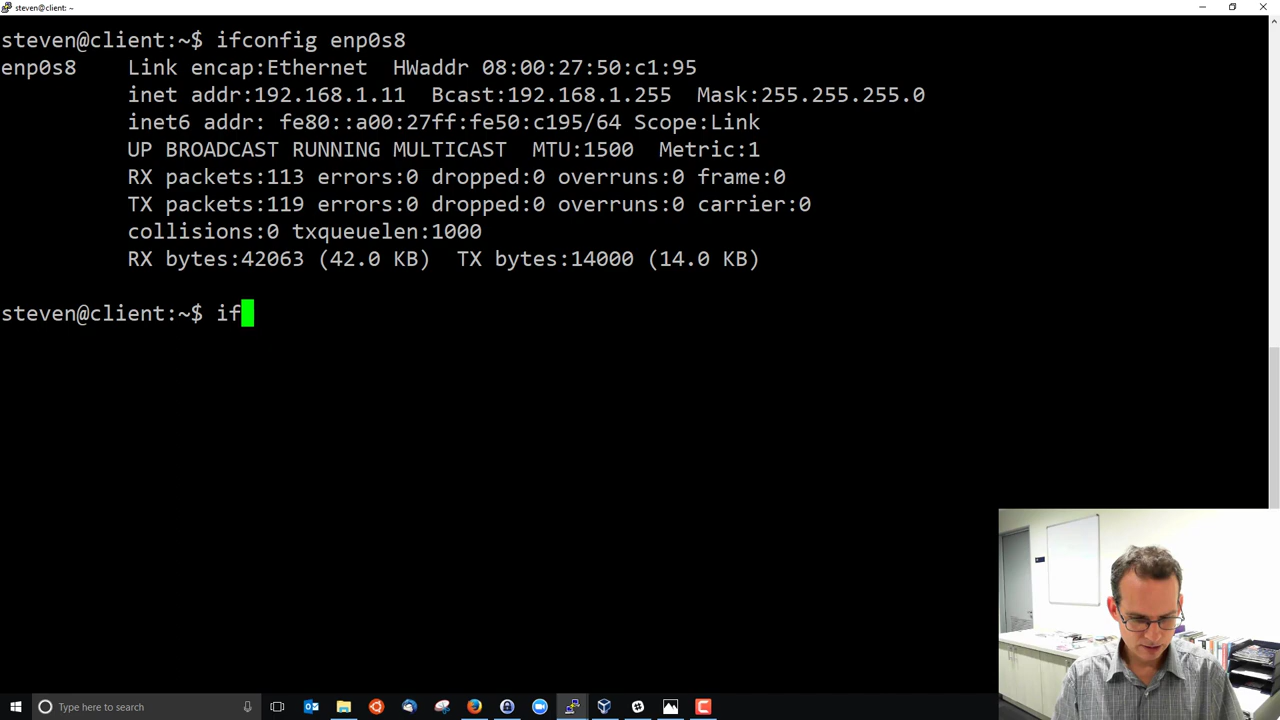 steven@client: ~
steven@client:~$ ifconfig enp0s8
enp0s8    Link encap:Ethernet  HWaddr 08:00:27:50:c1:95
inet addr:192.168.1.11  Bcast:192.168.1.255  Mask:255.255.255.0
inet6 addr: fe80::a00:27ff:fe50:c195/64 Scope:Link
UP BROADCAST RUNNING MULTICAST  MTU:1500  Metric:1
RX packets:113 errors:0 dropped:0 overruns:0 frame:0
TX packets:119 errors:0 dropped:0 overruns:0 carrier:0
collisions:0 txqueuelen:1000
RX bytes:42063 (42.0 KB)  TX bytes:14000 (14.0 KB)
steven@client:~$ if
Type here to search